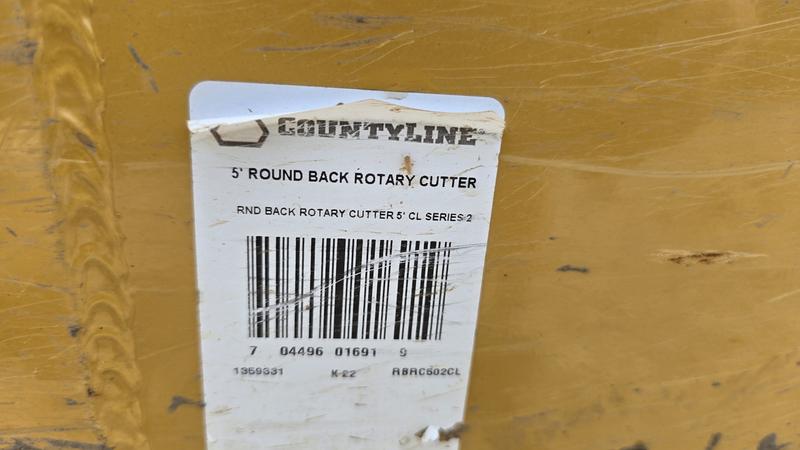 COUNTYLINE
5' ROUND BACK ROTARY CUTTER
RND BACK ROTARY CUTTER 5' CL SERIES 2
7 04496 01691 9
1359331 K-22 RBRC502CL